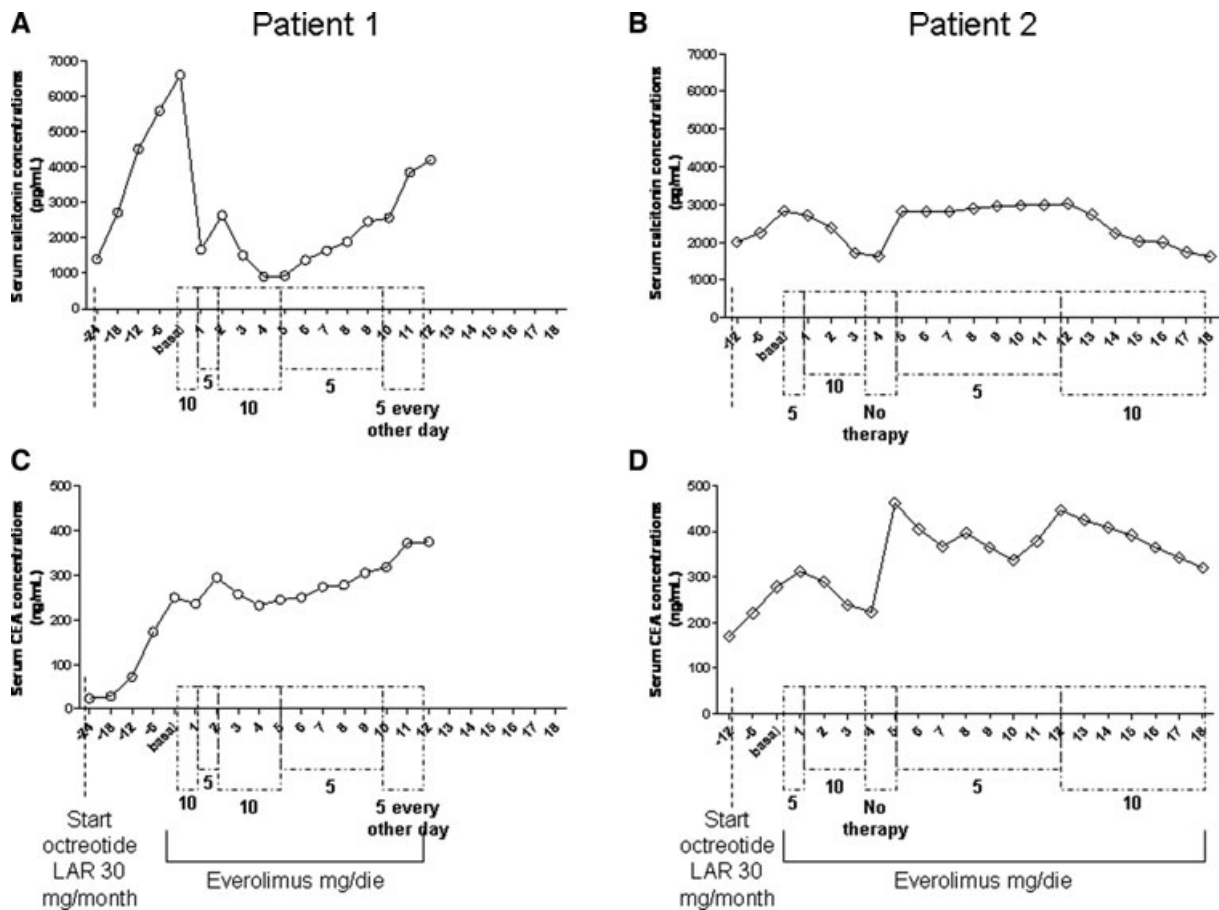 A
Patient 1
Serum calcitonin concentrations
(pg/mL)
7000
6000
5000
4000
3000
2000
1000
0
-24 -18 -12 -6 basal 1 2 3 4 5 6 7 8 9 10 11 12 13 14 15 16 17 18
10
5
10
5
5 every
other day
B
Patient 2
Serum calcitonin concentrations
(pg/mL)
7000
6000
5000
4000
3000
2000
1000
0
-12 -6 basal 1 2 3 4 5 6 7 8 9 10 11 12 13 14 15 16 17 18
5
10
No
therapy
5
10
C
Serum CEA concentrations
(ng/mL)
500
400
300
200
100
0
-24 -18 -12 -6 basal 1 2 3 4 5 6 7 8 9 10 11 12 13 14 15 16 17 18
10
5
10
5
5 every
other day
Start
octreotide
LAR 30
mg/month
Everolimus mg/die
D
Serum CEA concentrations
(ng/mL)
500
400
300
200
100
0
-12 -6 basal 1 2 3 4 5 6 7 8 9 10 11 12 13 14 15 16 17 18
5
10
No
therapy
5
10
Start
octreotide
LAR 30
mg/month
Everolimus mg/die